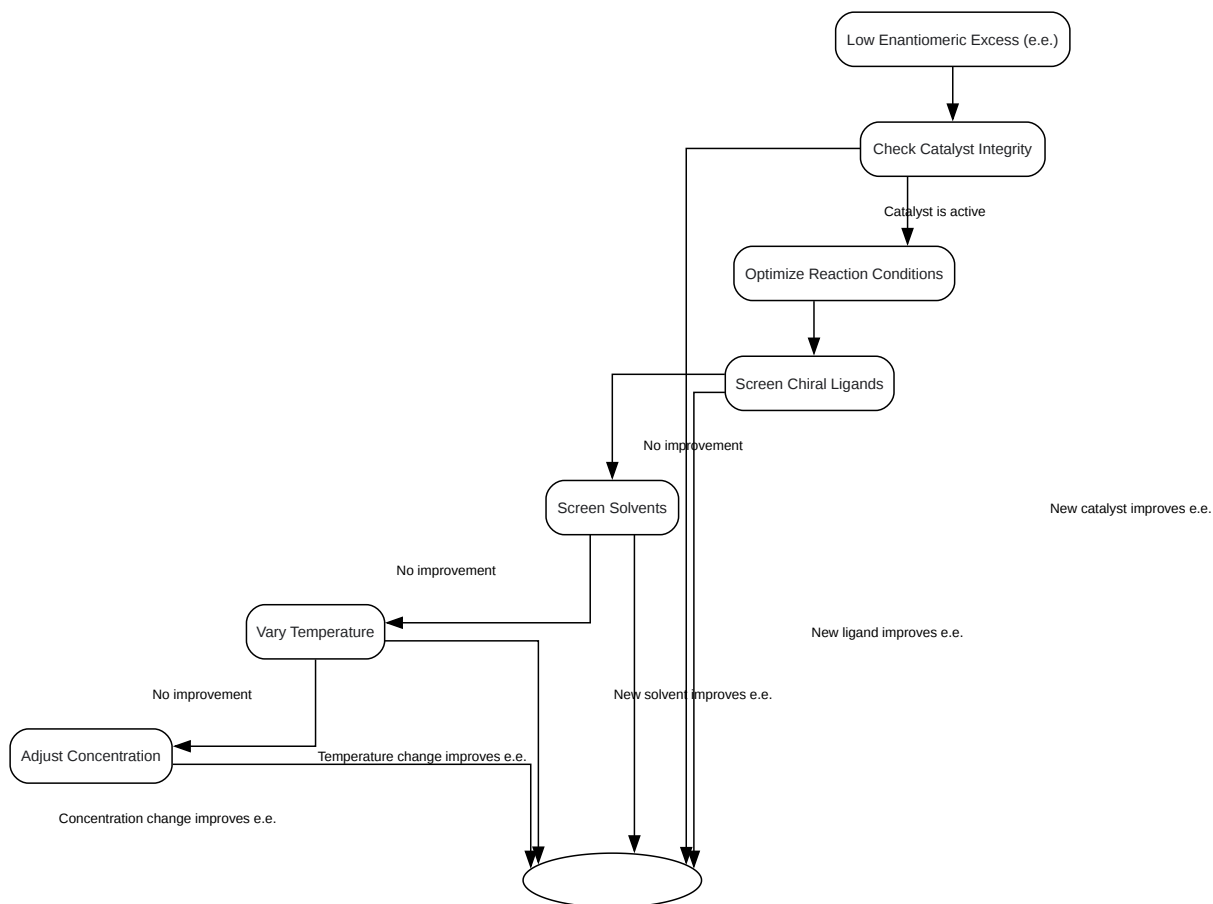 Low Enantiomeric Excess (e.e.)
Check Catalyst Integrity
Catalyst is active
Optimize Reaction Conditions
Screen Chiral Ligands
No improvement
Screen Solvents
New catalyst improves e.e.
No improvement
Vary Temperature
New ligand improves e.e.
No improvement
New solvent improves e.e.
Adjust Concentration
Temperature change improves e.e.
Concentration change improves e.e.